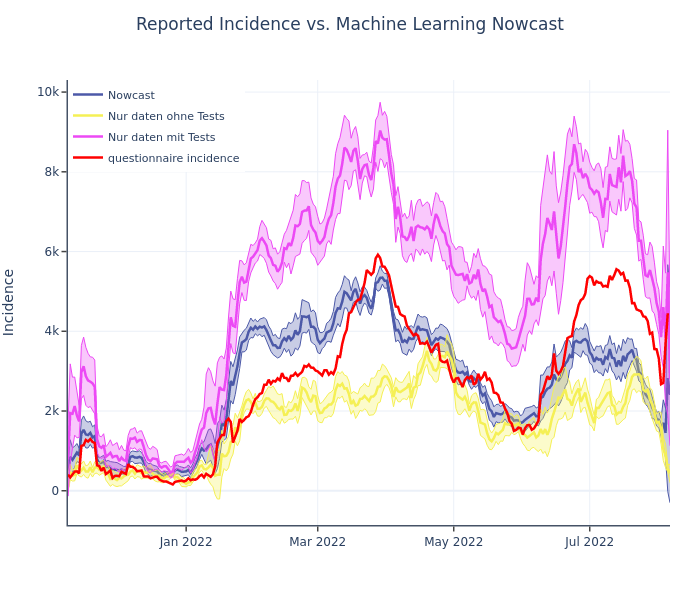 Reported Incidence vs. Machine Learning Nowcast
Nowcast
Nur daten ohne Tests
Nur daten mit Tests
questionnaire incidence
Incidence
10k
8k
6k
4k
2k
0
Jan 2022
Mar 2022
May 2022
Jul 2022